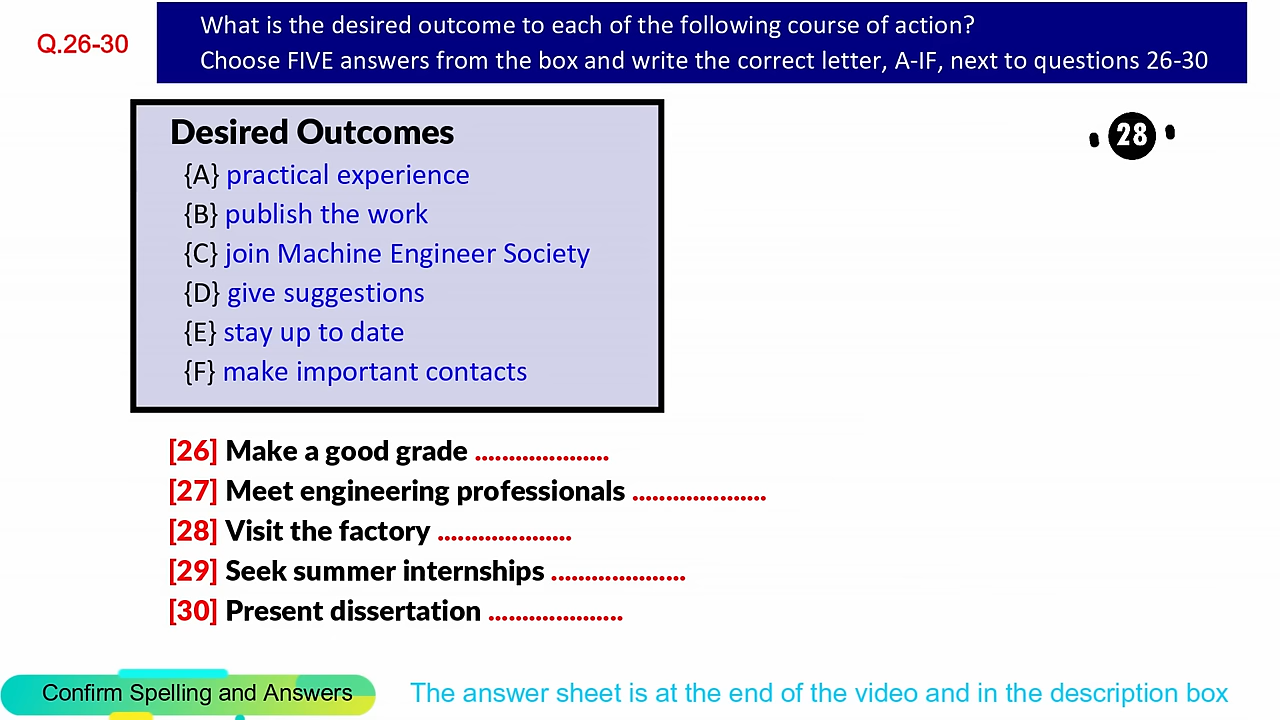 Q.26-30
What is the desired outcome to each of the following course of action?
Choose FIVE answers from the box and write the correct letter, A-IF, next to questions 26-30
28
Desired Outcomes
{A} practical experience
{B} publish the work
{C} join Machine Engineer Society
{D} give suggestions
{E} stay up to date
{F} make important contacts
[26] Make a good grade ....................
[27] Meet engineering professionals ....................
[28] Visit the factory ....................
[29] Seek summer internships ....................
[30] Present dissertation ....................
Confirm Spelling and Answers
The answer sheet is at the end of the video and in the description box